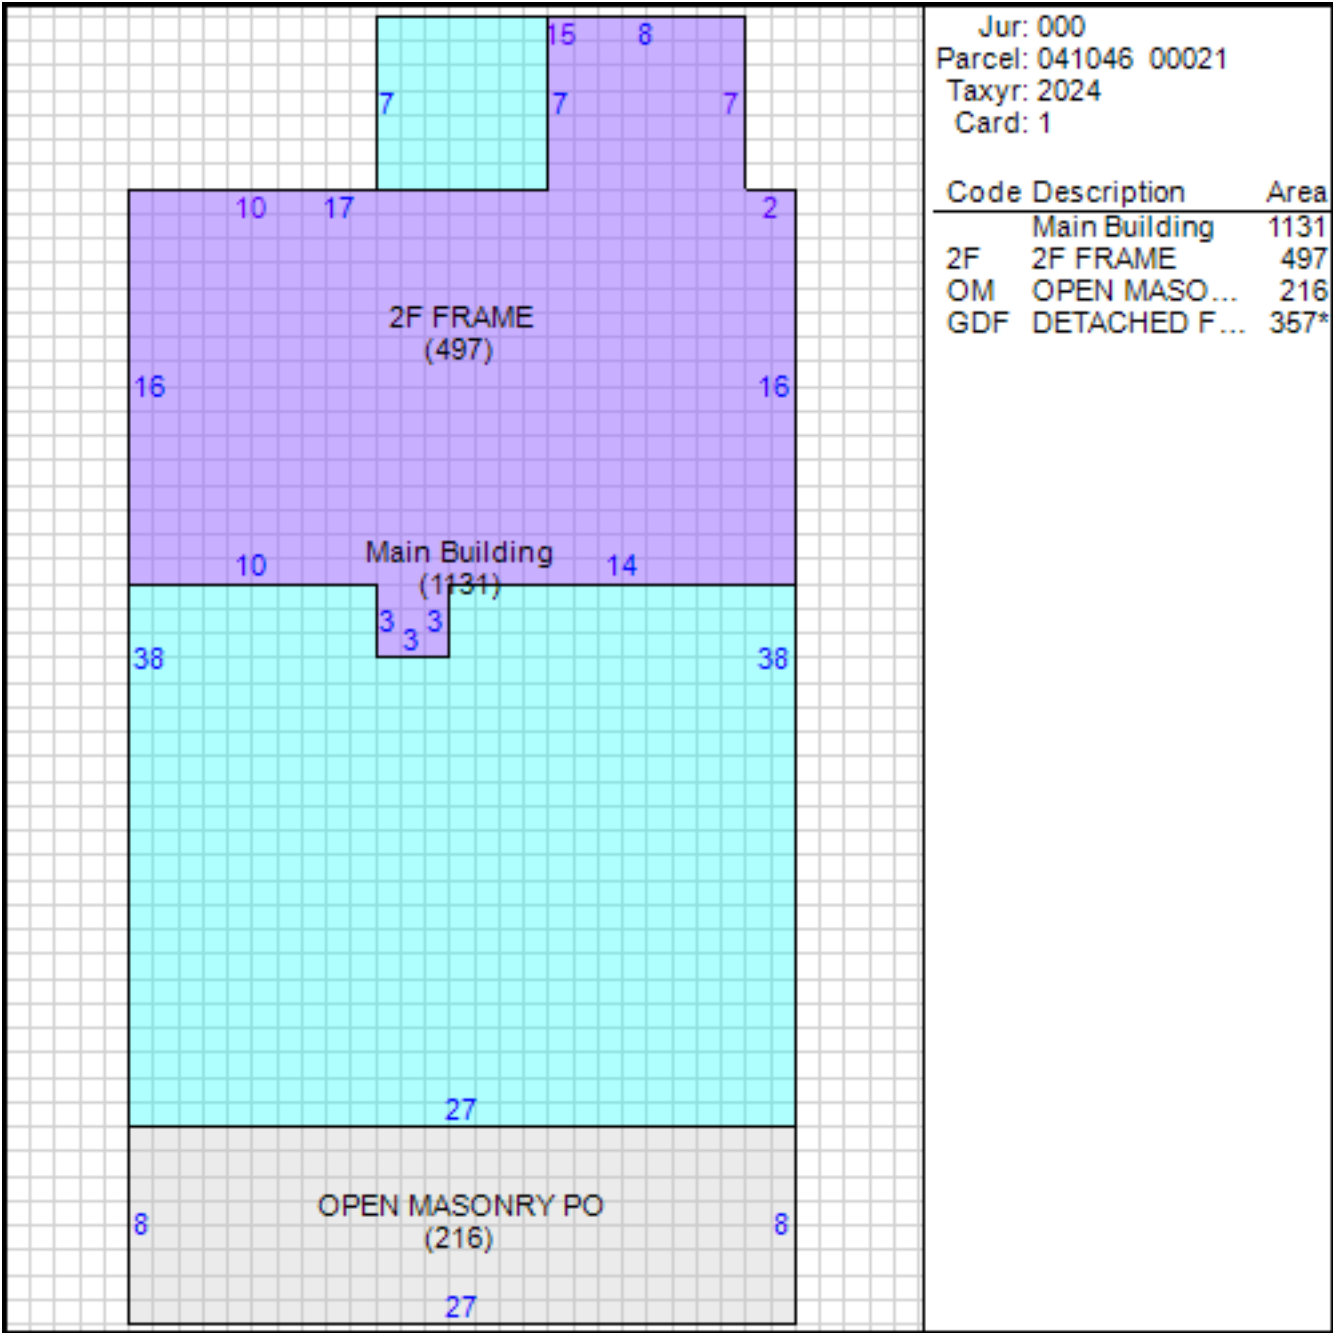 15 8
7 7 7
10 17 2
2F FRAME
(497)
16 16
Main Building
10 14
(1131)
3 3 3
38 38
27
OPEN MASONRY PO
(216)
8 8
27
Jur: 000
Parcel: 041046 00021
Taxyr: 2024
Card: 1
Code Description Area
Main Building 1131
2F 2F FRAME 497
OM OPEN MASO... 216
GDF DETACHED F... 357*